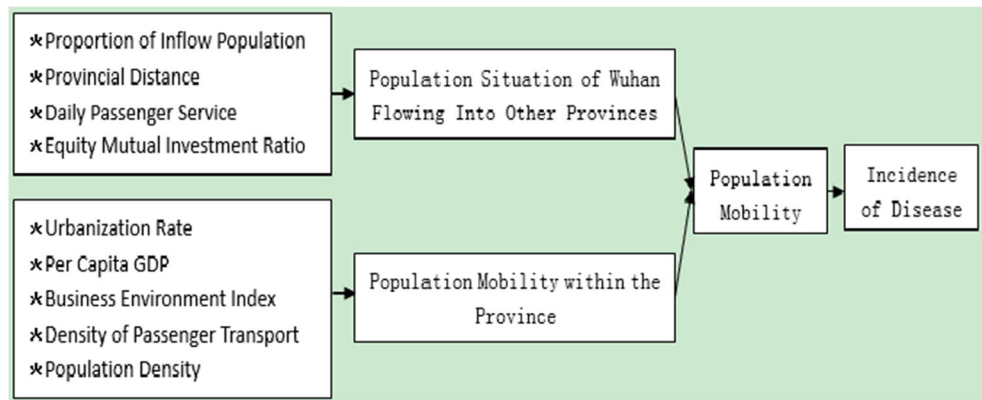 *Proportion of Inflow Population
*Provincial Distance
*Daily Passenger Service
*Equity Mutual Investment Ratio
Population Situation of Wuhan
Flowing Into Other Provinces
*Urbanization Rate
*Per Capita GDP
*Business Environment Index
*Density of Passenger Transport
*Population Density
Population Mobility within the
Province
Population
Mobility
Incidence
of Disease